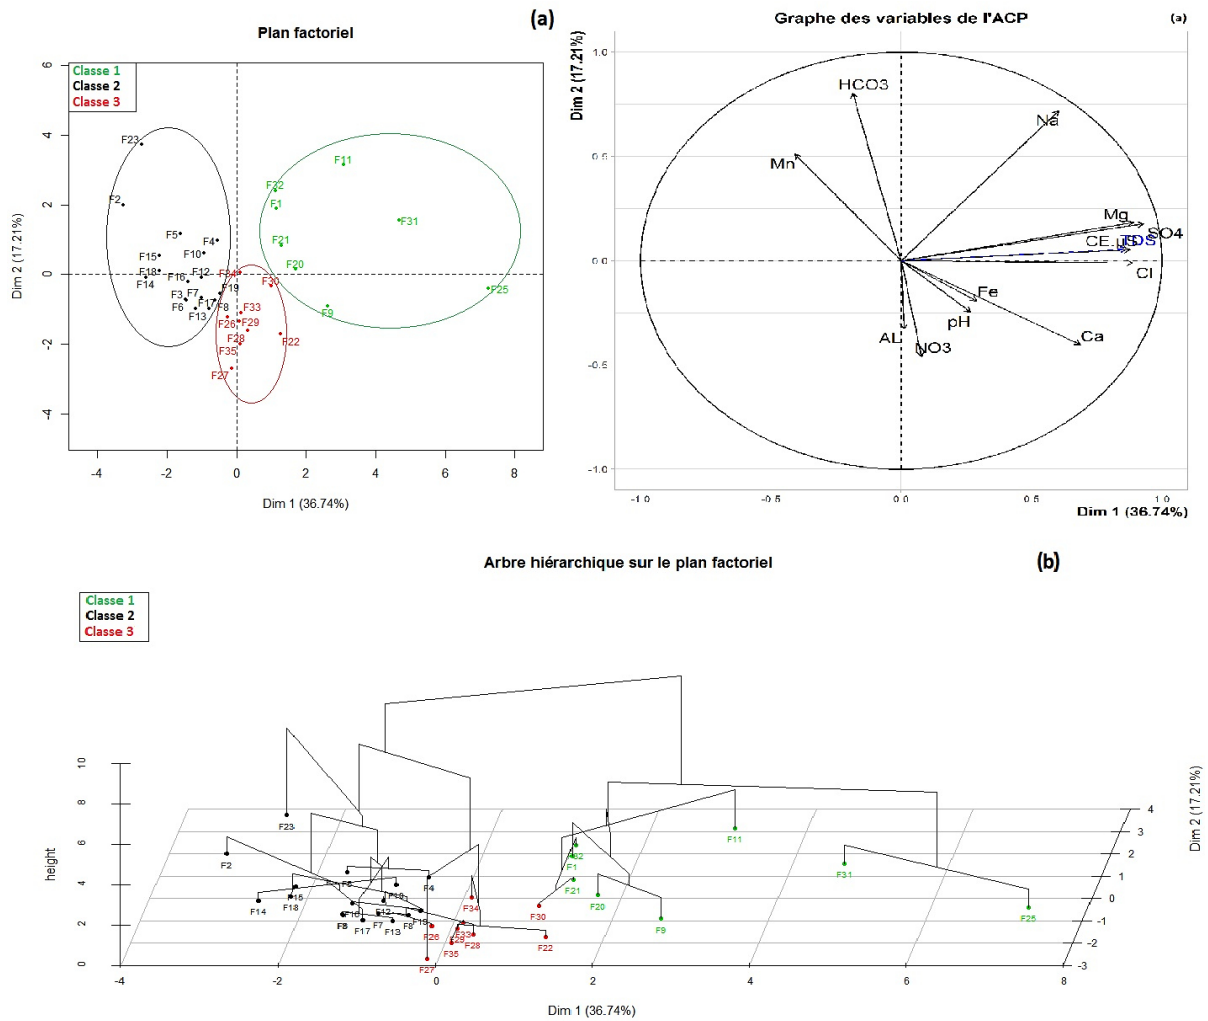 Plan factoriel
(a)
Classe 1
Classe 2
Classe 3
6
4
2
0
-2
-4
Dim 2 (17.21%)
F23
F2
F5
F4
F15
F10
F18
F14
F16
F12
F3
F7
F19
F6
F17
F13
F8
F11
F32
F1
F31
F21
F20
F25
F9
F34
F30
F33
F26
F29
F28
F22
F35
F27
-4
-2
0
2
4
6
8
Dim 1 (36.74%)
Graphe des variables de l'ACP
(a)
Dim 2 (17.21%)
1.0
0.5
0.0
-0.5
-1.0
HCO3
Na
Mn
Mg
SO4
CE.µS
TDS
Cl
Fe
pH
AL
NO3
Ca
-1.0
-0.5
0.0
0.5
1.0
Dim 1 (36.74%)
Arbre hiérarchique sur le plan factoriel
(b)
Classe 1
Classe 2
Classe 3
height
10
8
6
4
2
0
Dim 2 (17.21%)
4
3
2
1
0
-1
-2
-3
F23
F2
F4
F15
F10
F14
F18
F12
F17
F7
F13
F8
F19
F11
F1
F31
F21
F20
F25
F9
F34
F30
F26
F33
F29
F28
F22
F35
F27
-4
-2
0
2
4
6
8
Dim 1 (36.74%)